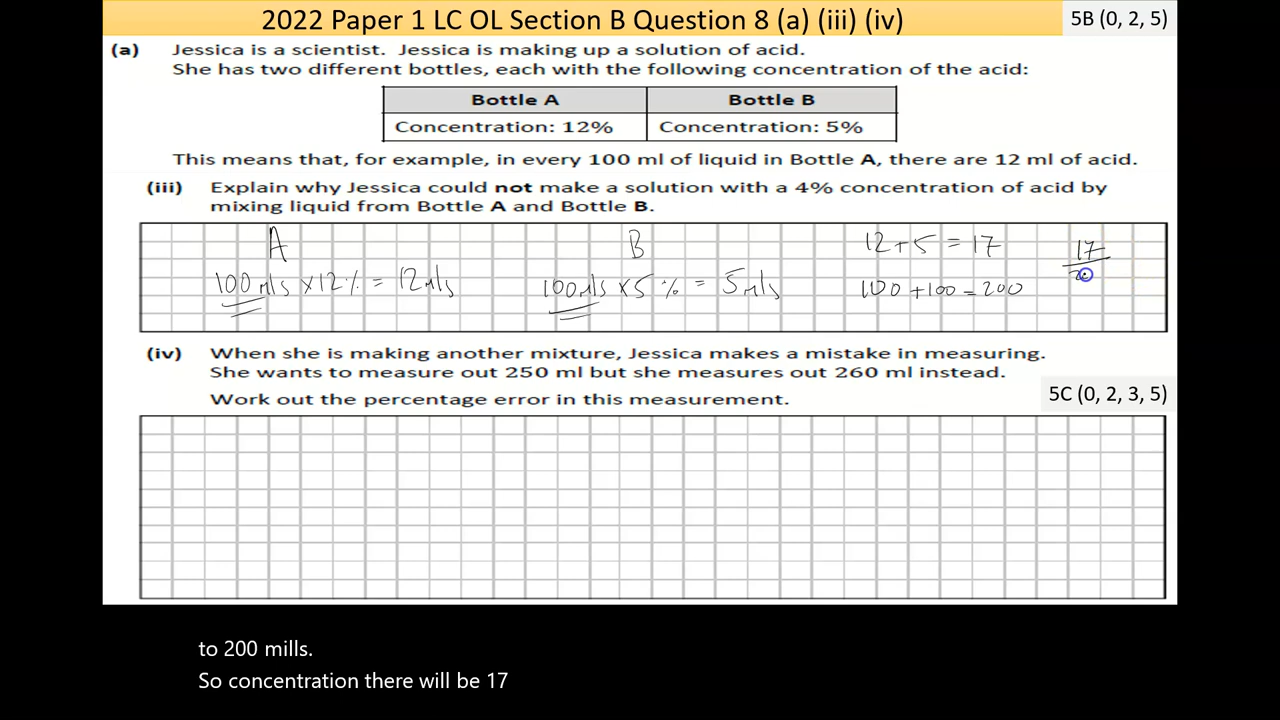 2022 Paper 1 LC OL Section B Question 8 (a) (iii) (iv)
5B (0, 2, 5)
(a) Jessica is a scientist. Jessica is making up a solution of acid.
She has two different bottles, each with the following concentration of the acid:
Bottle A Bottle B
Concentration: 12% Concentration: 5%
This means that, for example, in every 100 ml of liquid in Bottle A, there are 12 ml of acid.
(iii) Explain why Jessica could not make a solution with a 4% concentration of acid by
mixing liquid from Bottle A and Bottle B.
A B 12 + 5 = 17 17
100 mls x 12% = 12 mls 100 mls x 5 % = 5 mls 100 + 100 = 200
(iv) When she is making another mixture, Jessica makes a mistake in measuring.
She wants to measure out 250 ml but she measures out 260 ml instead.
Work out the percentage error in this measurement.
5C (0, 2, 3, 5)
to 200 mills.
So concentration there will be 17